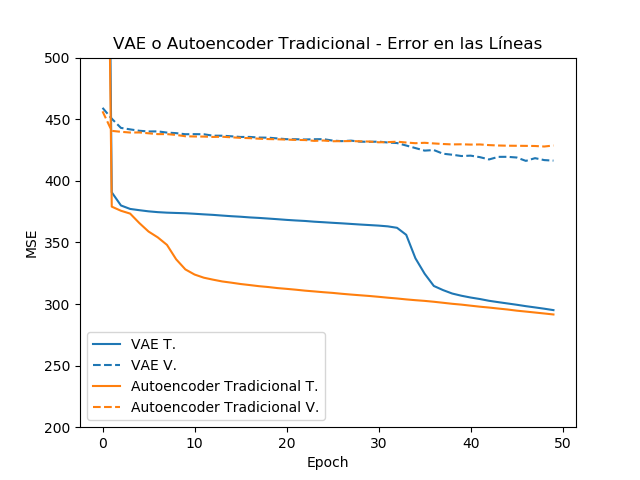 VAE o Autoencoder Tradicional - Error en las Líneas
500
450
400
350
300
250
200
MSE
VAE T.
VAE V.
Autoencoder Tradicional T.
Autoencoder Tradicional V.
0 10 20 30 40 50
Epoch